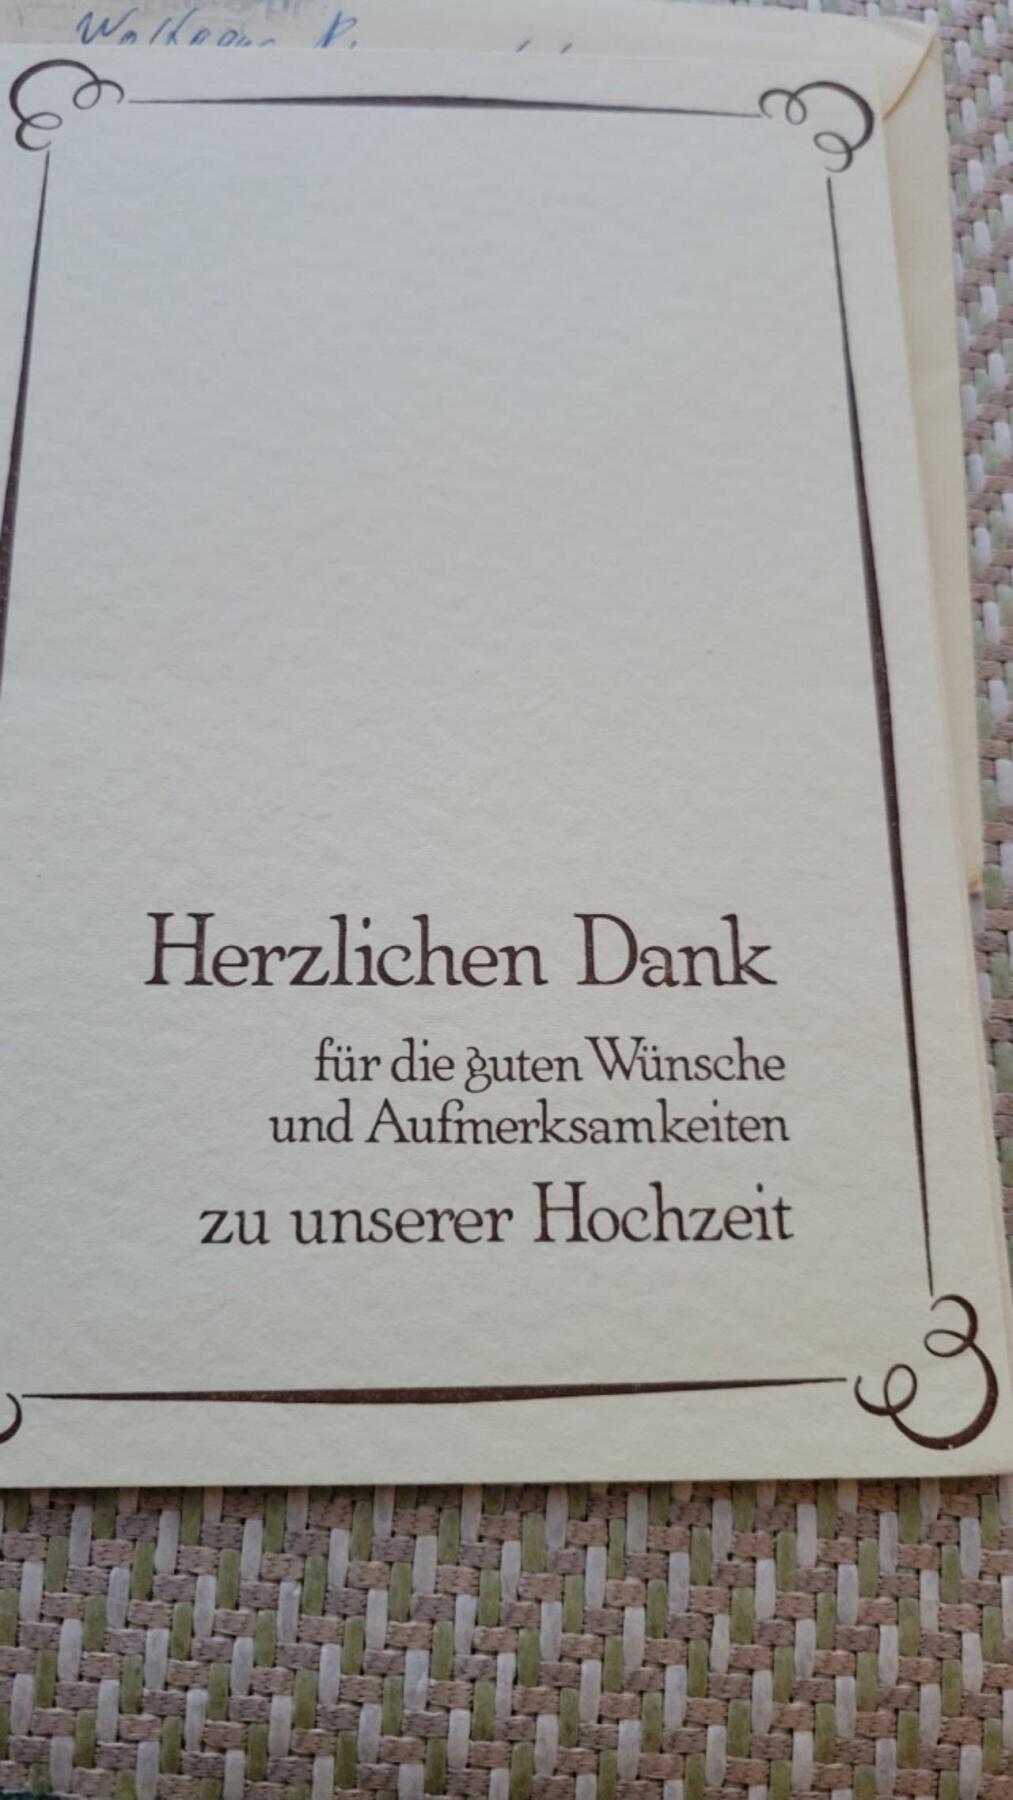 Herzlichen Dank
für die guten Wünsche
und Aufmerksamkeiten
zu unserer Hochzeit